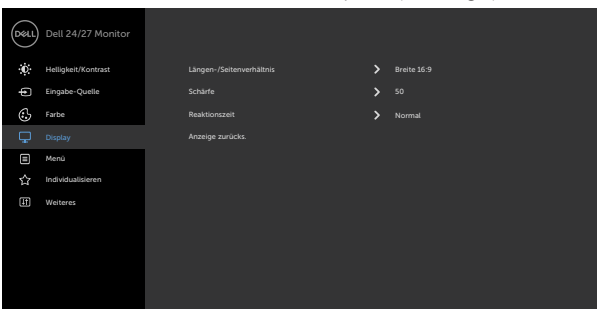 DELL
Dell 24/27 Monitor
Helligkeit/Kontrast
Eingabe-Quelle
Farbe
Display
Menü
Individualisieren
Weiteres
Längen-/Seitenverhältnis Breite 16:9
Schärfe 50
Reaktionszeit Normal
Anzeige zurücks.